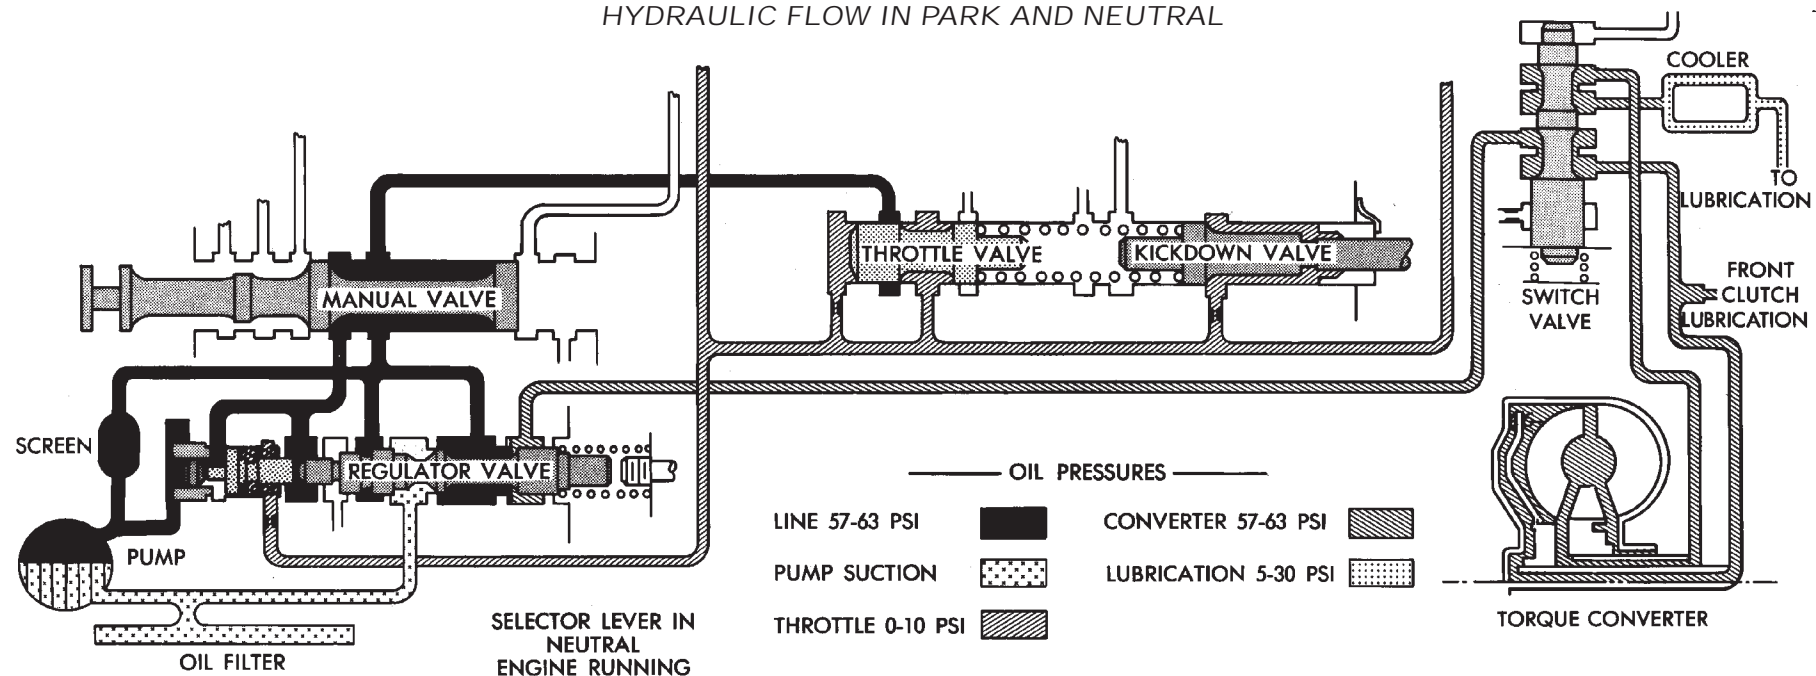 HYDRAULIC FLOW IN PARK AND NEUTRAL
COOLER
TO
LUBRICATION
THROTTLE VALVE
KICKDOWN VALVE
MANUAL VALVE
SWITCH
VALVE
FRONT
CLUTCH
LUBRICATION
SCREEN
REGULATOR VALVE
PUMP
OIL FILTER
SELECTOR LEVER IN
NEUTRAL
ENGINE RUNNING
OIL PRESSURES
LINE 57-63 PSI
CONVERTER 57-63 PSI
PUMP SUCTION
LUBRICATION 5-30 PSI
THROTTLE 0-10 PSI
TORQUE CONVERTER